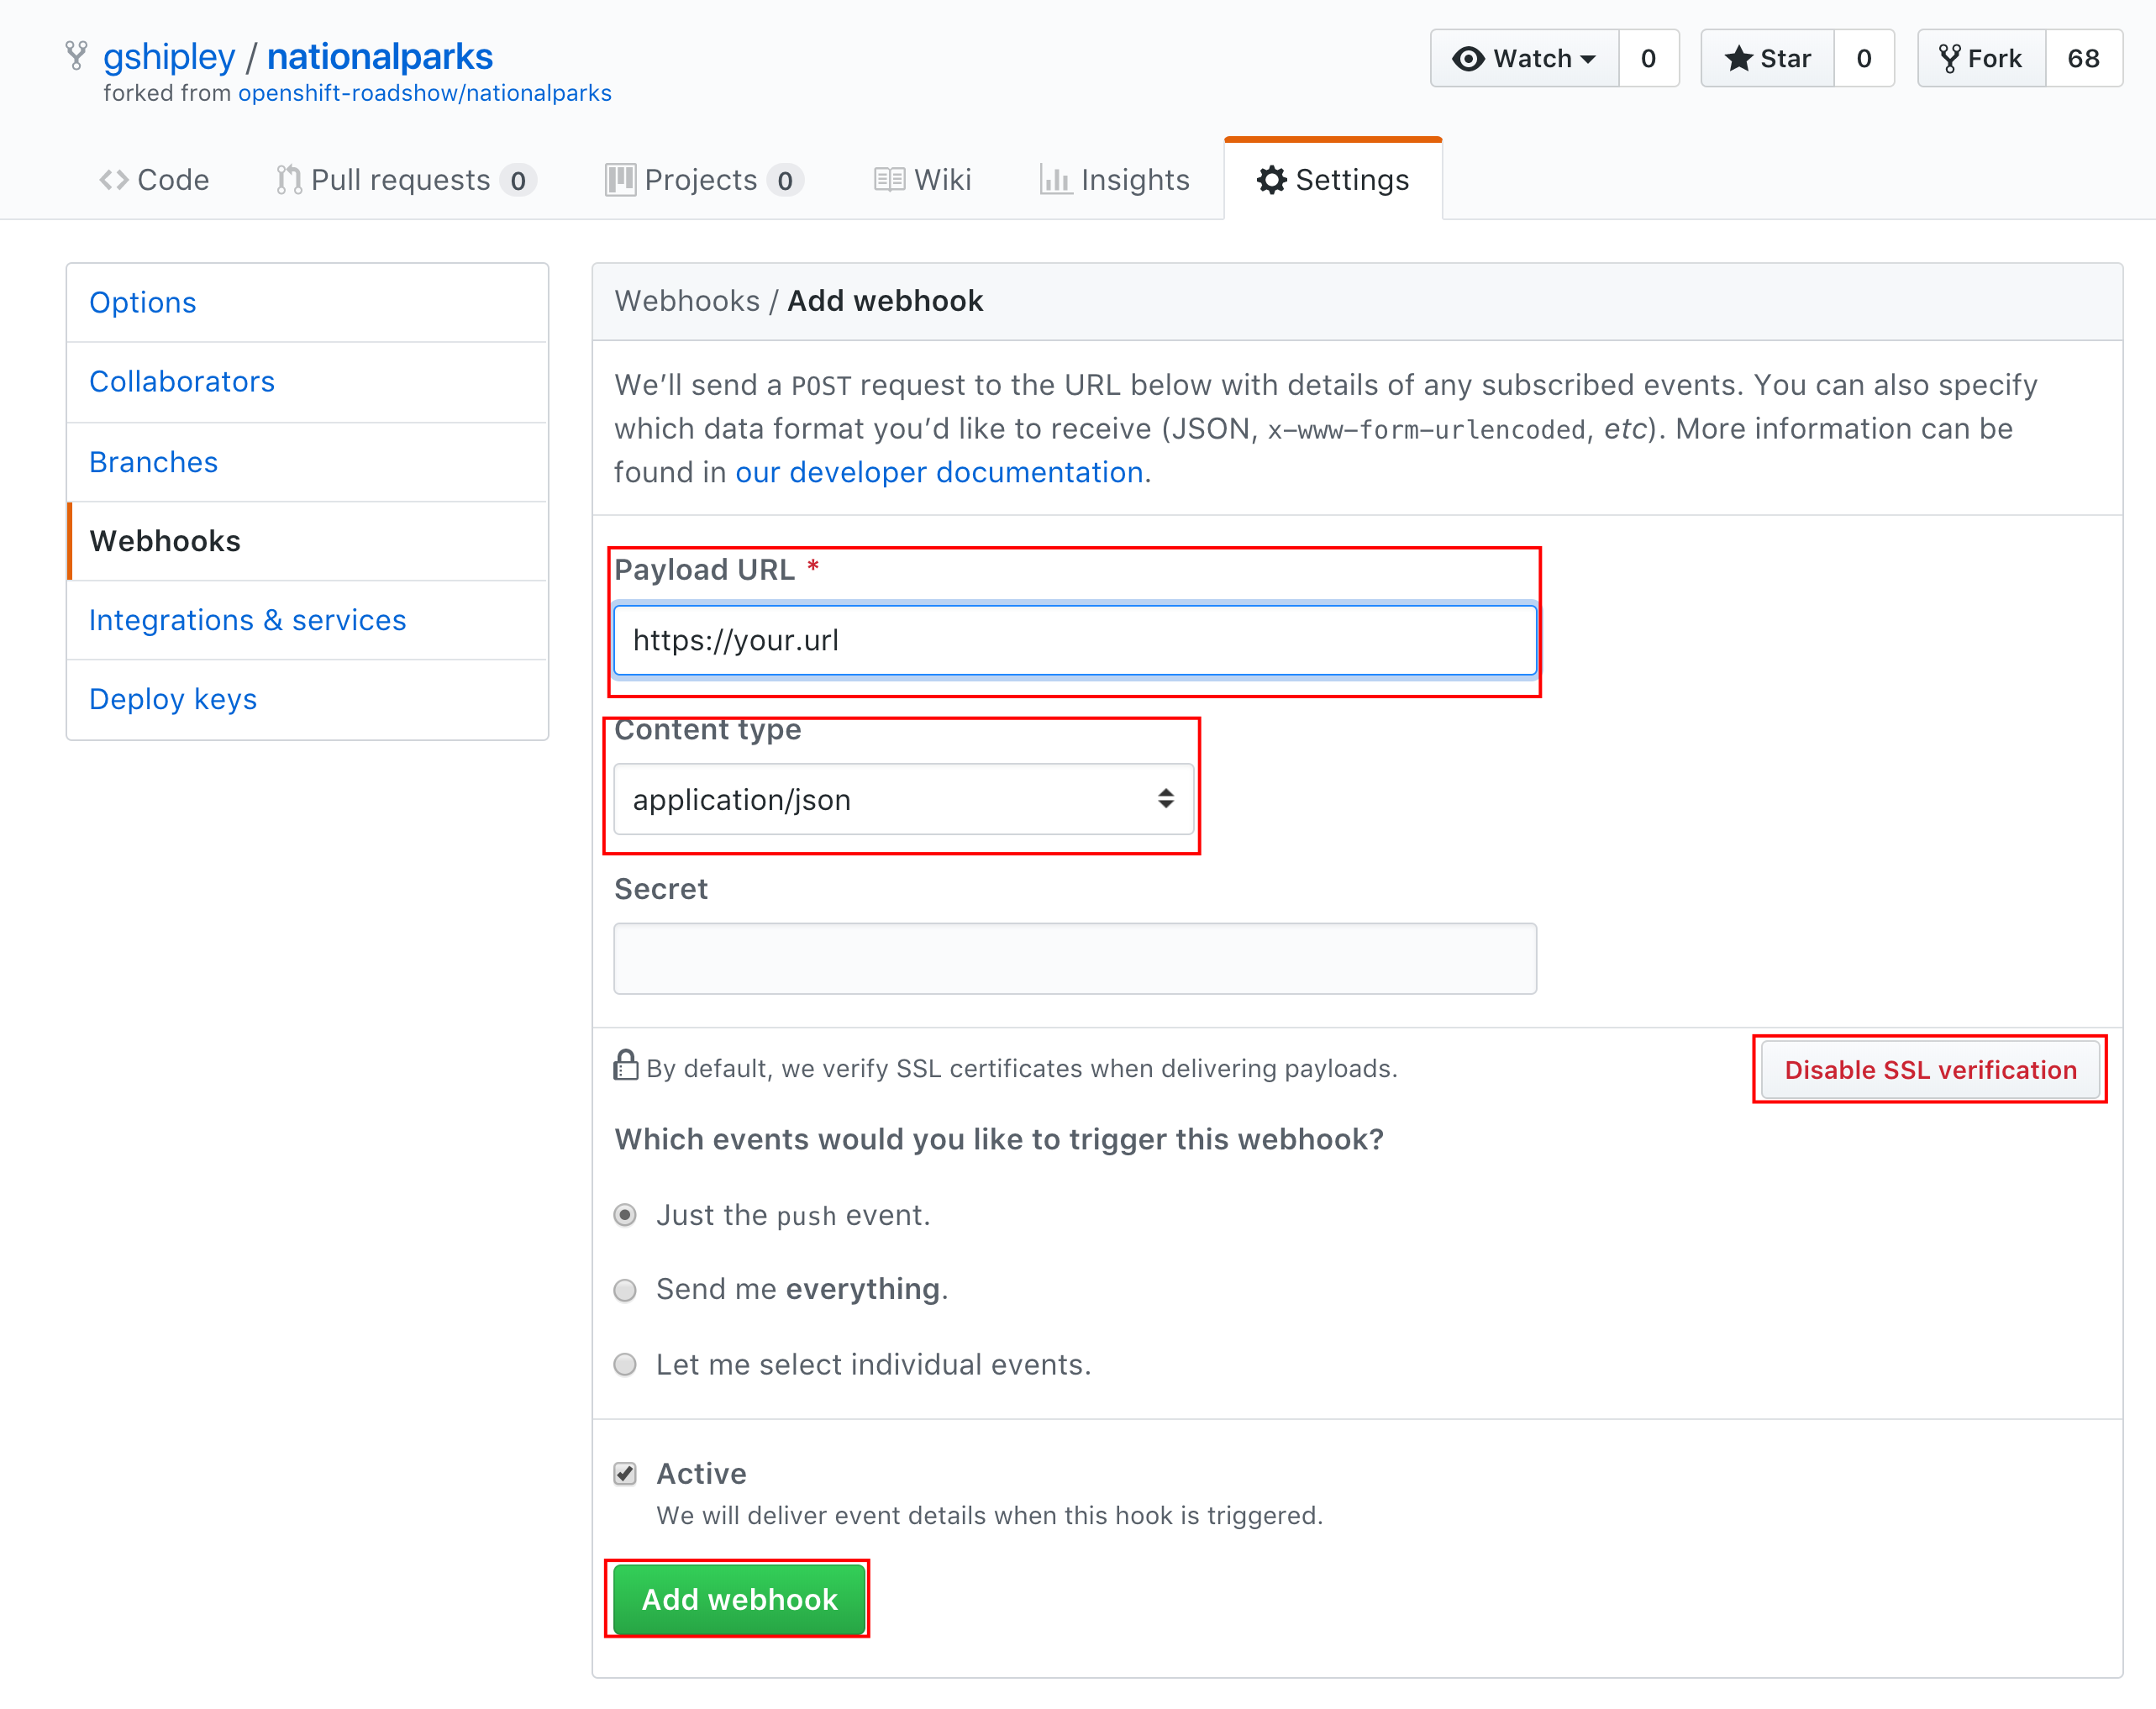 gshipley / nationalparks
forked from openshift-roadshow/nationalparks
Watch 0
Star 0
Fork 68
Code
Pull requests 0
Projects 0
Wiki
Insights
Settings
Options
Collaborators
Branches
Webhooks
Integrations & services
Deploy keys
Webhooks / Add webhook
We’ll send a POST request to the URL below with details of any subscribed events. You can also specify
which data format you’d like to receive (JSON, x-www-form-urlencoded, etc). More information can be
found in our developer documentation.
Payload URL *
https://your.url
Content type
application/json
Secret
By default, we verify SSL certificates when delivering payloads.
Disable SSL verification
Which events would you like to trigger this webhook?
Just the push event.
Send me everything.
Let me select individual events.
Active
We will deliver event details when this hook is triggered.
Add webhook